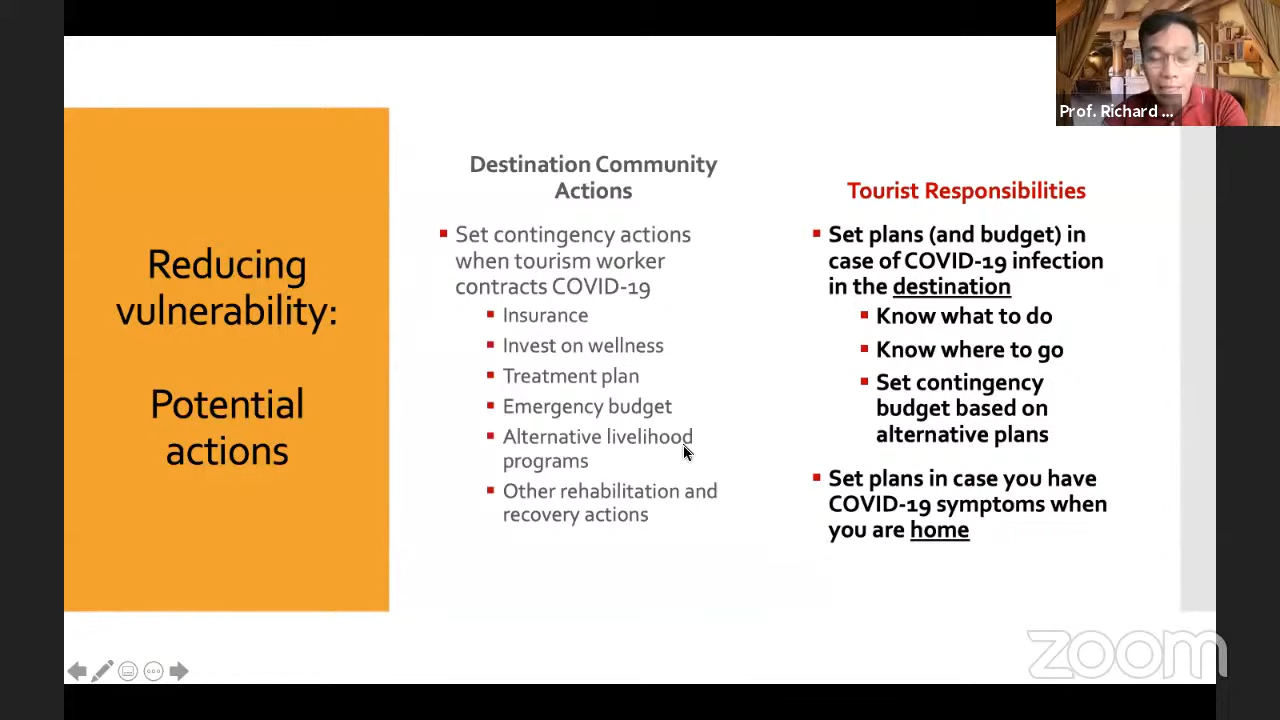 Prof. Richard ...
Reducing
vulnerability:
Potential
actions
Destination Community
Actions
Set contingency actions
when tourism worker
contracts COVID-19
Insurance
Invest on wellness
Treatment plan
Emergency budget
Alternative livelihood
programs
Other rehabilitation and
recovery actions
Tourist Responsibilities
Set plans (and budget) in
case of COVID-19 infection
in the destination
Know what to do
Know where to go
Set contingency
budget based on
alternative plans
Set plans in case you have
COVID-19 symptoms when
you are home
zoom